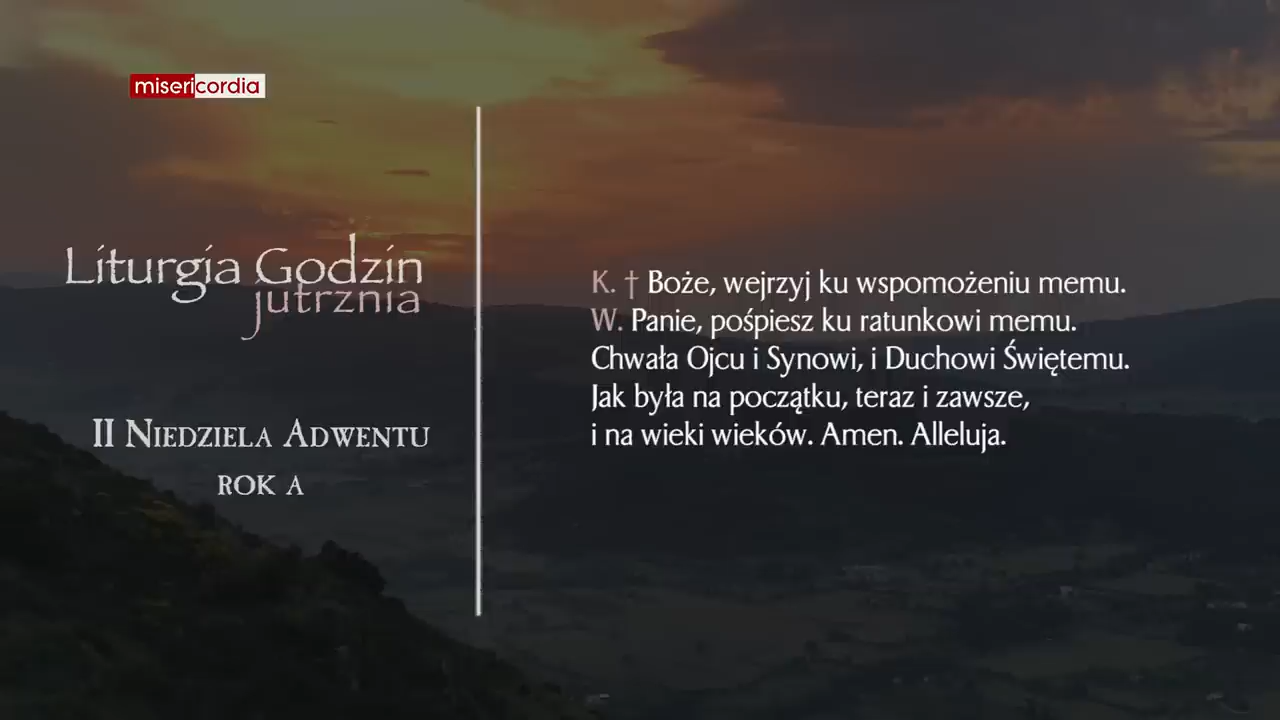 misericordia
Liturgia Godzin
jutrznia
II Niedziela Adwentu
rok A
K. † Boże, wejrzyj ku wspomożeniu memu.
W. Panie, pośpiesz ku ratunkowi memu.
Chwała Ojcu i Synowi, i Duchowi Świętemu.
Jak była na początku, teraz i zawsze,
i na wieki wieków. Amen. Alleluja.